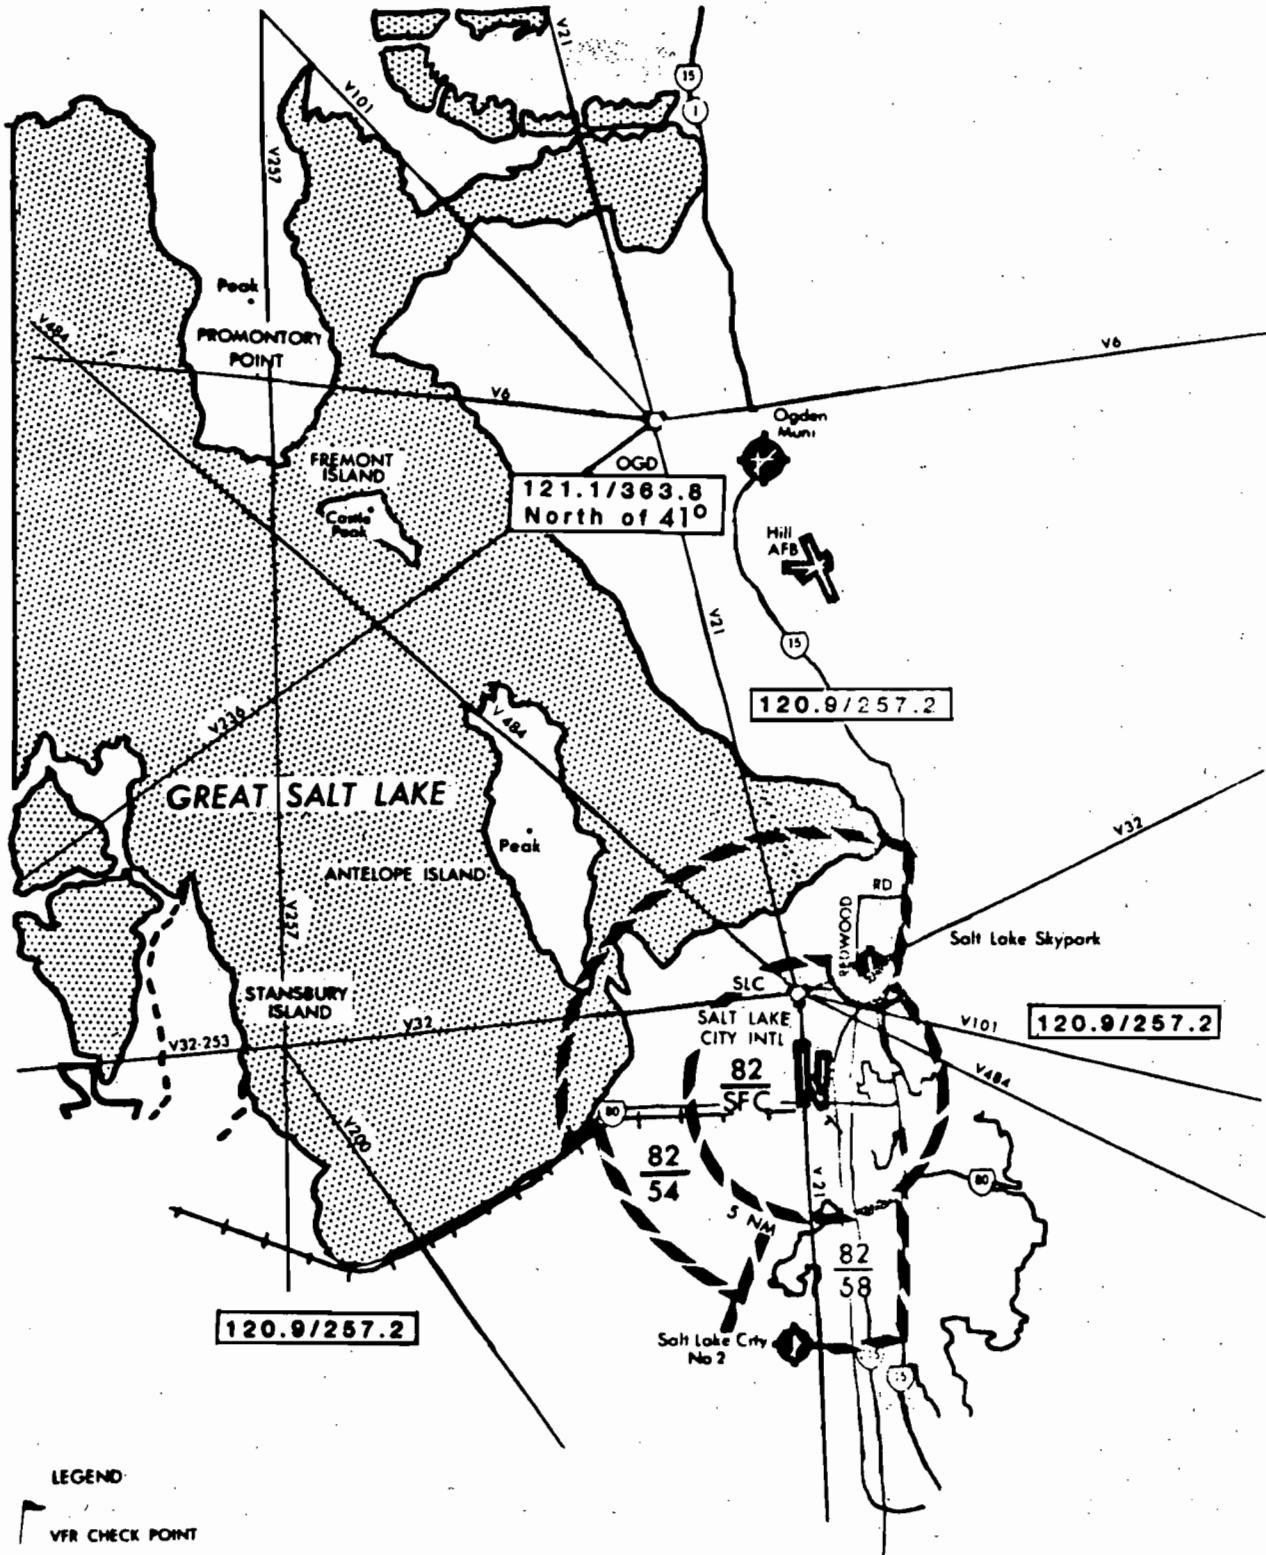 V21
15
1
V101
V257
Peak
PROMONTORY
POINT
V484
V6
V6
Ogden
Muni
OGD
FREMONT
ISLAND
Castle
Peak
121.1/363.8
North of 41°
Hill
AFB
V21
15
120.9/257.2
V236
V484
GREAT SALT LAKE
V32
Peak
ANTELOPE ISLAND
RD
REDWOOD
V257
Salt Lake Skypark
STANSBURY
ISLAND
SLC
V32
SALT LAKE
CITY INTL
V101
120.9/257.2
V32-253
V484
82
SFC
80
V200
82
54
V 21
80
5 NM
82
58
120.9/257.2
Salt Lake City
No 2
15
LEGEND
VFR CHECK POINT